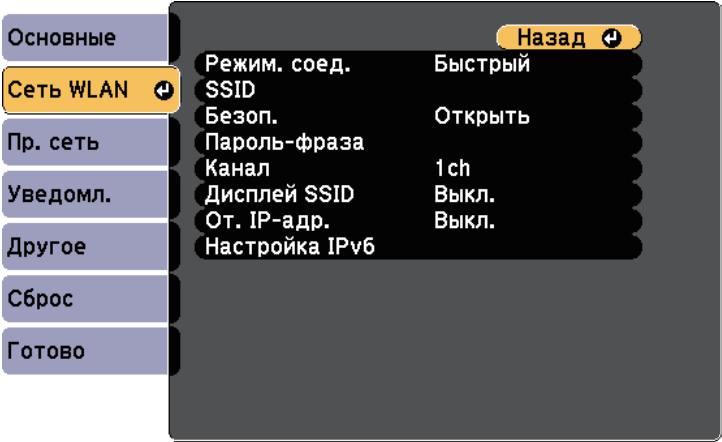 Основные
Сеть WLAN
Пр. сеть
Уведомл.
Другое
Сброс
Готово
Назад
Режим. соед. Быстрый
SSID
Безоп. Открыть
Пароль-фраза
Канал 1ch
Дисплей SSID Выкл.
От. IP-адр. Выкл.
Настройка IPv6